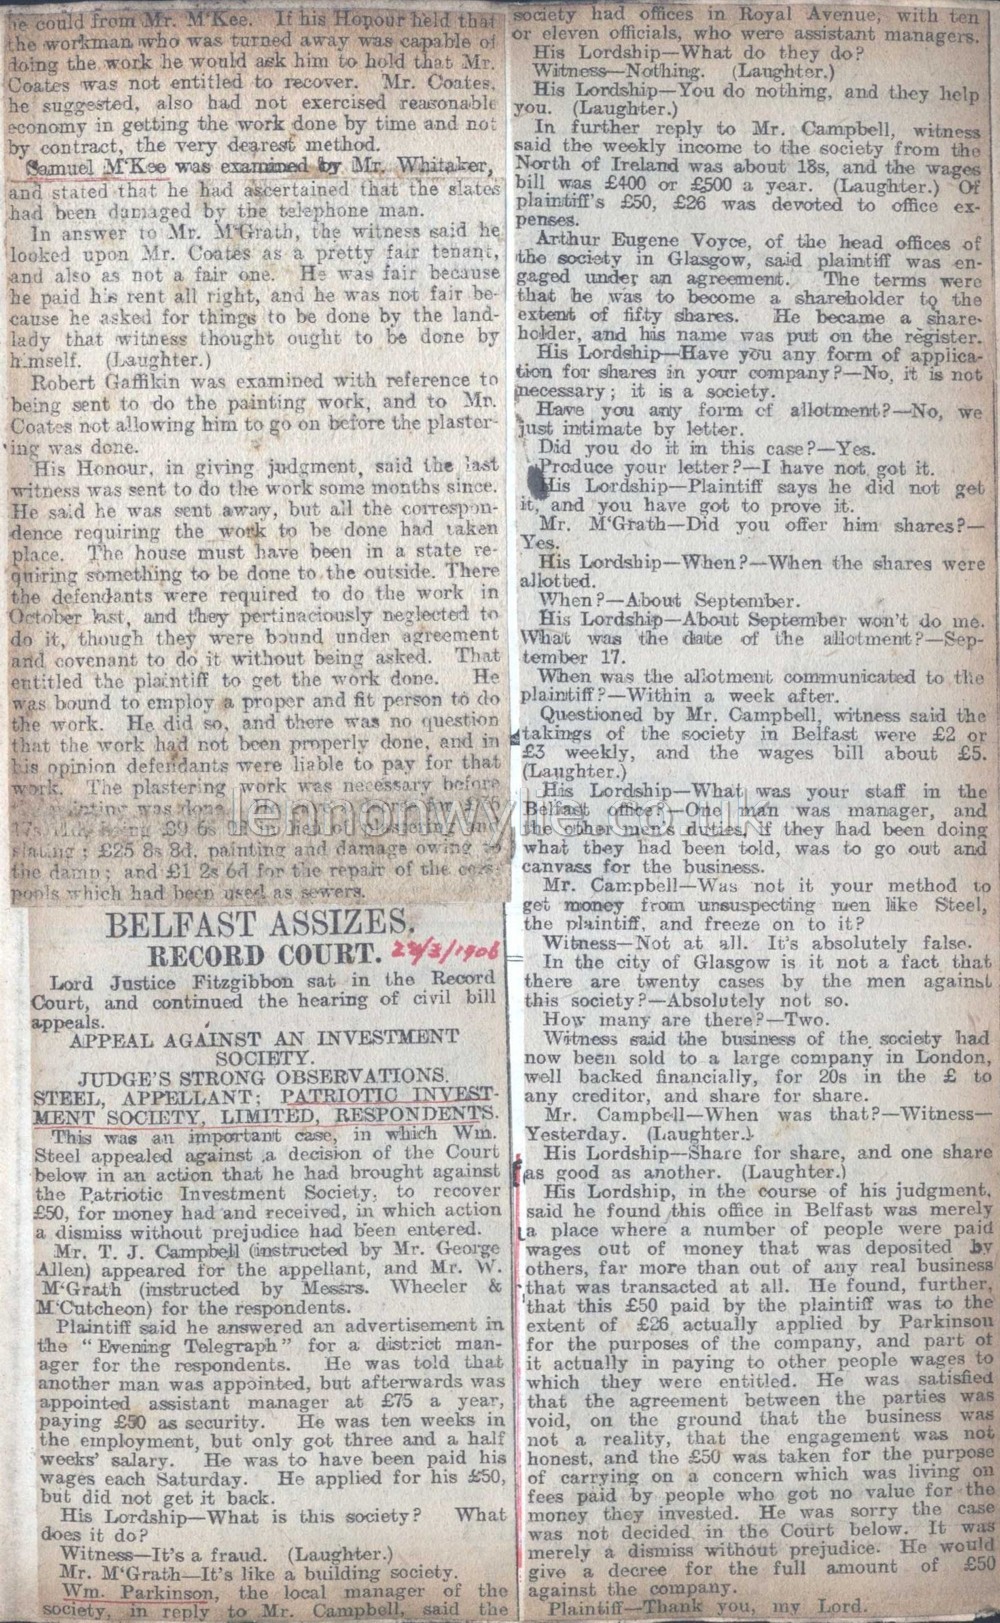 he could from Mr. M'Kee. If his Honour held that
the workman who was turned away was capable of
doing the work he would ask him to hold that Mr.
Coates was not entitled to recover. Mr. Coates,
he suggested, also had not exercised reasonable
economy in getting the work done by time and not
by contract, the very dearest method.
Samuel M'Kee was examined by Mr. Whitaker,
and stated that he had ascertained that the slates
had been damaged by the telephone man.
In answer to Mr. M'Grath, the witness said he
looked upon Mr. Coates as a pretty fair tenant,
and also as not a fair one. He was fair because
he paid his rent all right, and he was not fair be-
cause he asked for things to be done by the land-
lady that witness thought ought to be done by
himself. (Laughter.)
Robert Gaffikin was examined with reference to
being sent to do the painting work, and to Mr.
Coates not allowing him to go on before the plaster-
ing was done.
His Honour, in giving judgment, said the last
witness was sent to do the work some months since.
He said he was sent away, but all the correspon-
dence requiring the work to be done had taken
place. The house must have been in a state re-
quiring something to be done to the outside. There
the defendants were required to do the work in
October last, and they pertinaciously neglected to
do it, though they were bound under agreement
and covenant to do it without being asked. That
entitled the plaintiff to get the work done. He
was bound to employ a proper and fit person to do
the work. He did so, and there was no question
that the work had not been properly done, and in
his opinion defendants were liable to pay for that
work. The plastering work was necessary before
painting was done
£9 6s
slating; £25 8s 8d, painting and damage owing to
the damp; and £1 2s 6d for the repair of the cess-
pools which had been used as sewers.
BELFAST ASSIZES.
RECORD COURT. 24/3/1906
Lord Justice Fitzgibbon sat in the Record
Court, and continued the hearing of civil bill
appeals.
APPEAL AGAINST AN INVESTMENT
SOCIETY.
JUDGE'S STRONG OBSERVATIONS.
STEEL, APPELLANT; PATRIOTIC INVEST-
MENT SOCIETY, LIMITED, RESPONDENTS.
This was an important case, in which Wm.
Steel appealed against a decision of the Court
below in an action that he had brought against
the Patriotic Investment Society, to recover
£50, for money had and received, in which action
a dismiss without prejudice had been entered.
Mr. T. J. Campbell (instructed by Mr. George
Allen) appeared for the appellant, and Mr. W.
M'Grath (instructed by Messrs. Wheeler &
M'Cutcheon) for the respondents.
Plaintiff said he answered an advertisement in
the "Evening Telegraph" for a district man-
ager for the respondents. He was told that
another man was appointed, but afterwards was
appointed assistant manager at £75 a year,
paying £50 as security. He was ten weeks in
the employment, but only got three and a half
weeks' salary. He was to have been paid his
wages each Saturday. He applied for his £50,
but did not get it back.
His Lordship—What is this society? What
does it do?
Witness—It's a fraud. (Laughter.)
Mr. M'Grath—It's like a building society.
Wm. Parkinson, the local manager of the
society, in reply to Mr. Campbell, said the
society had offices in Royal Avenue, with ten
or eleven officials, who were assistant managers.
His Lordship—What do they do?
Witness—Nothing. (Laughter.)
His Lordship—You do nothing, and they help
you. (Laughter.)
In further reply to Mr. Campbell, witness
said the weekly income to the society from the
North of Ireland was about 18s, and the wages
bill was £400 or £500 a year. (Laughter.) Of
plaintiff's £50, £26 was devoted to office ex-
penses.
Arthur Eugene Voyce, of the head offices of
the society in Glasgow, said plaintiff was en-
gaged under an agreement. The terms were
that he was to become a shareholder to the
extent of fifty shares. He became a share-
holder, and his name was put on the register.
His Lordship—Have you any form of applica-
tion for shares in your company?—No, it is not
necessary; it is a society.
Have you any form of allotment?—No, we
just intimate by letter.
Did you do it in this case?—Yes.
Produce your letter?—I have not got it.
His Lordship—Plaintiff says he did not get
it, and you have got to prove it.
Mr. M'Grath—Did you offer him shares?—
Yes.
His Lordship—When?—When the shares were
allotted.
When?—About September.
His Lordship—About September won't do me.
What was the date of the allotment?—Sep-
tember 17.
When was the allotment communicated to the
plaintiff?—Within a week after.
Questioned by Mr. Campbell, witness said the
takings of the society in Belfast were £2 or
£3 weekly, and the wages bill about £5.
(Laughter.)
His Lordship—What was your staff in the
Belfast office?—One man was manager, and
the other men's duties, if they had been doing
what they had been told, was to go out and
canvass for the business.
Mr. Campbell—Was not it your method to
get money from unsuspecting men like Steel,
the plaintiff, and freeze on to it?
Witness—Not at all. It's absolutely false.
In the city of Glasgow is it not a fact that
there are twenty cases by the men against
this society?—Absolutely not so.
How many are there?—Two.
Witness said the business of the society had
now been sold to a large company in London,
well backed financially, for 20s in the £ to
any creditor, and share for share.
Mr. Campbell—When was that?—Witness—
Yesterday. (Laughter.)
His Lordship—Share for share, and one share
as good as another. (Laughter.)
His Lordship, in the course of his judgment,
said he found this office in Belfast was merely
a place where a number of people were paid
wages out of money that was deposited by
others, far more than out of any real business
that was transacted at all. He found, further,
that this £50 paid by the plaintiff was to the
extent of £26 actually applied by Parkinson
for the purposes of the company, and part of
it actually in paying to other people wages to
which they were entitled. He was satisfied
that the agreement between the parties was
void, on the ground that the business was
not a reality, that the engagement was not
honest, and the £50 was taken for the purpose
of carrying on a concern which was living on
fees paid by people who got no value for the
money they invested. He was sorry the case
was not decided in the Court below. It was
merely a dismiss without prejudice. He would
give a decree for the full amount of £50
against the company.
Plaintiff—Thank you, my Lord.
lennonwylie.co.uk